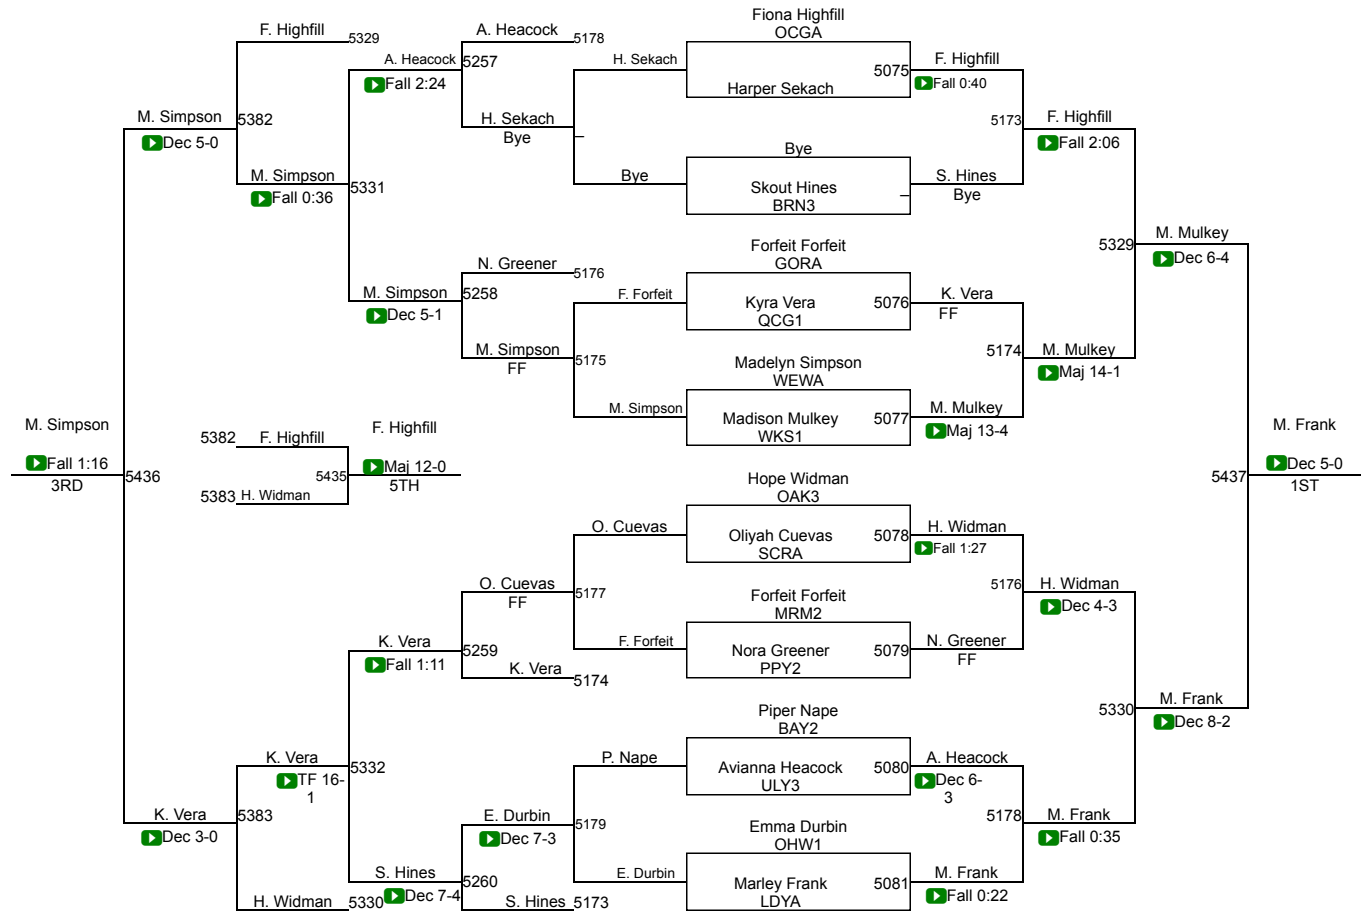 Fiona Highfill
OCGA
F. Highfill
5329
A. Heacock
5178
H. Sekach
5075
F. Highfill
A. Heacock
5257
Fall 2:24
Harper Sekach
Fall 0:40
M. Simpson
5382
Dec 5-0
H. Sekach
Bye
5173
F. Highfill
Fall 2:06
Bye
M. Simpson
5331
Fall 0:36
Bye
Skout Hines
BRN3
S. Hines
Bye
Forfeit Forfeit
GORA
5329
M. Mulkey
Dec 6-4
N. Greener
5176
M. Simpson
5258
Dec 5-1
F. Forfeit
Kyra Vera
QCG1
5076
K. Vera
FF
M. Simpson
FF
5175
5174
M. Mulkey
Maj 14-1
Madelyn Simpson
WEWA
M. Simpson
Madison Mulkey
WKS1
5077
M. Mulkey
Maj 13-4
M. Simpson
Fall 1:16
3RD
5436
5382
F. Highfill
5383
H. Widman
5435
F. Highfill
Maj 12-0
5TH
5437
M. Frank
Dec 5-0
1ST
Hope Widman
OAK3
O. Cuevas
Oliyah Cuevas
SCRA
5078
H. Widman
Fall 1:27
O. Cuevas
FF
5177
5176
H. Widman
Dec 4-3
Forfeit Forfeit
MRM2
K. Vera
5259
Fall 1:11
F. Forfeit
Nora Greener
PPY2
5079
N. Greener
FF
K. Vera
5174
5330
M. Frank
Dec 8-2
Piper Nape
BAY2
K. Vera
5332
TF 16-
1
P. Nape
Avianna Heacock
ULY3
5080
A. Heacock
Dec 6-
3
K. Vera
5383
Dec 3-0
E. Durbin
5179
Dec 7-3
5178
M. Frank
Fall 0:35
Emma Durbin
OHW1
S. Hines
5260
Dec 7-4
E. Durbin
Marley Frank
LDYA
5081
M. Frank
Fall 0:22
H. Widman
5330
S. Hines
5173